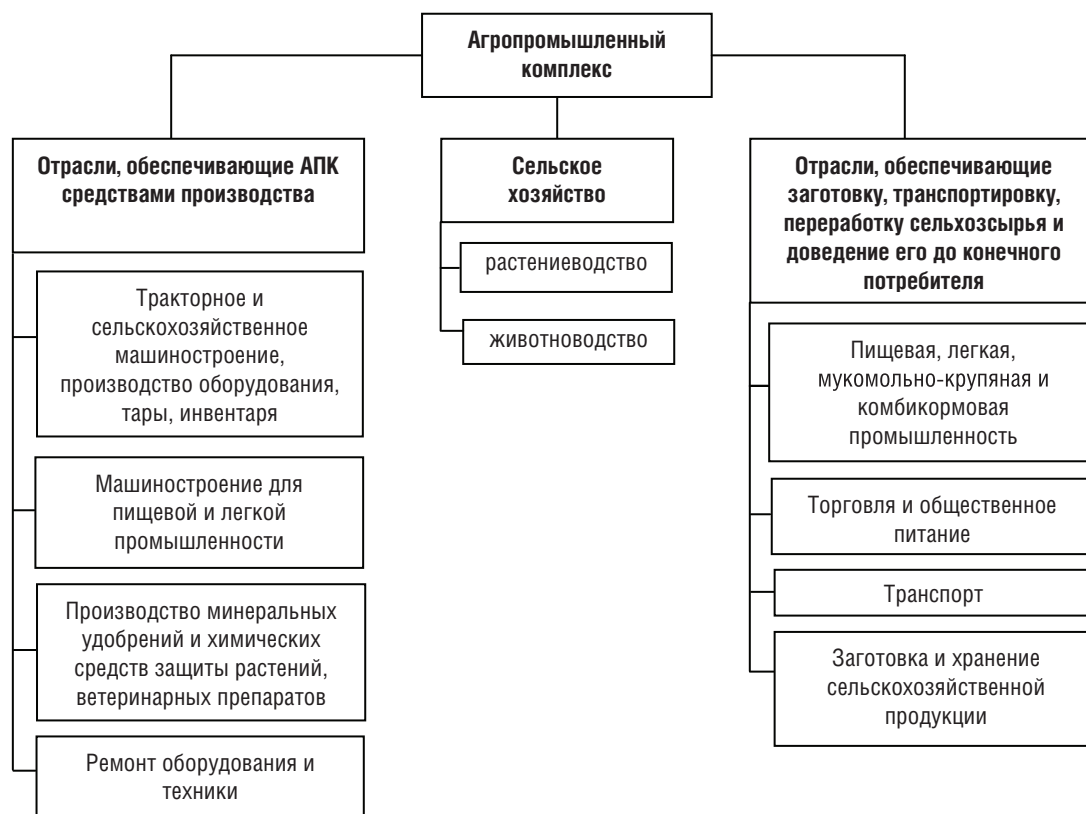 Агропромышленный
комплекс
Отрасли, обеспечивающие АПК
средствами производства
Тракторное и
сельскохозяйственное
машиностроение,
производство оборудования,
тары, инвентаря
Машиностроение для
пищевой и легкой
промышленности
Производство минеральных
удобрений и химических
средств защиты растений,
ветеринарных препаратов
Ремонт оборудования и
техники
Сельское
хозяйство
растениеводство
животноводство
Отрасли, обеспечивающие
заготовку, транспортировку,
переработку сельхозсырья и
доведение его до конечного
потребителя
Пищевая, легкая,
мукомольно-крупяная и
комбикормовая
промышленность
Торговля и общественное
питание
Транспорт
Заготовка и хранение
сельскохозяйственной
продукции